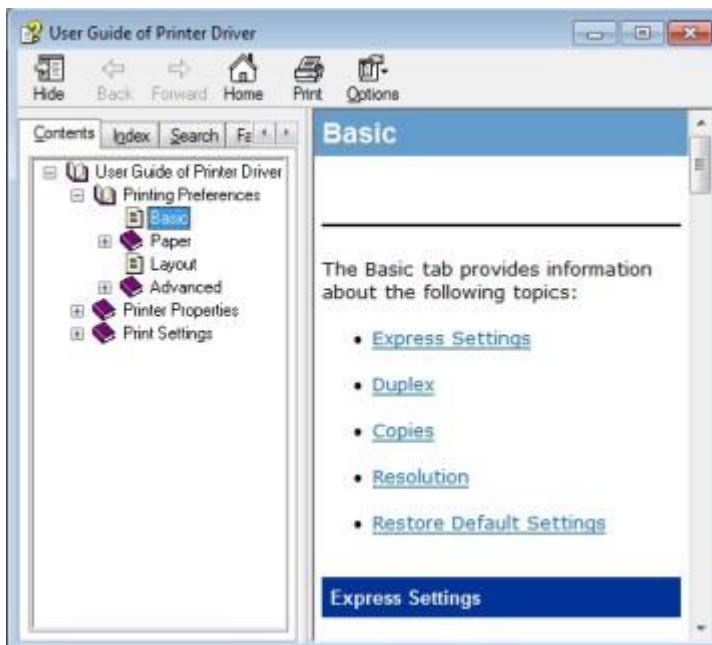 User Guide of Printer Driver
Hide Back Forward Home Print Options
Contents Index Search Fa
User Guide of Printer Driver
Printing Preferences
Basic
Paper
Layout
Advanced
Printer Properties
Print Settings
Basic
The Basic tab provides information
about the following topics:
Express Settings
Duplex
Copies
Resolution
Restore Default Settings
Express Settings